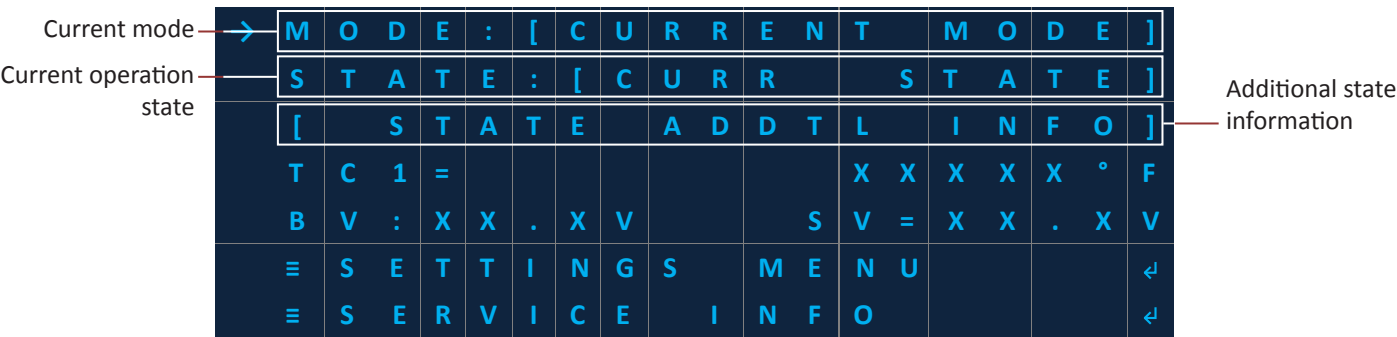 Current mode
→ MODE:[CURRENT MODE]
Current operation
state
STATE:[CURR STATE]
[ STATE ADDTL INFO]
Additional state
information
TC1= XXXXX°F
BV:XX.XV SV=XX.XV
≡ SETTINGS MENU ↵
≡ SERVICE INFO ↵